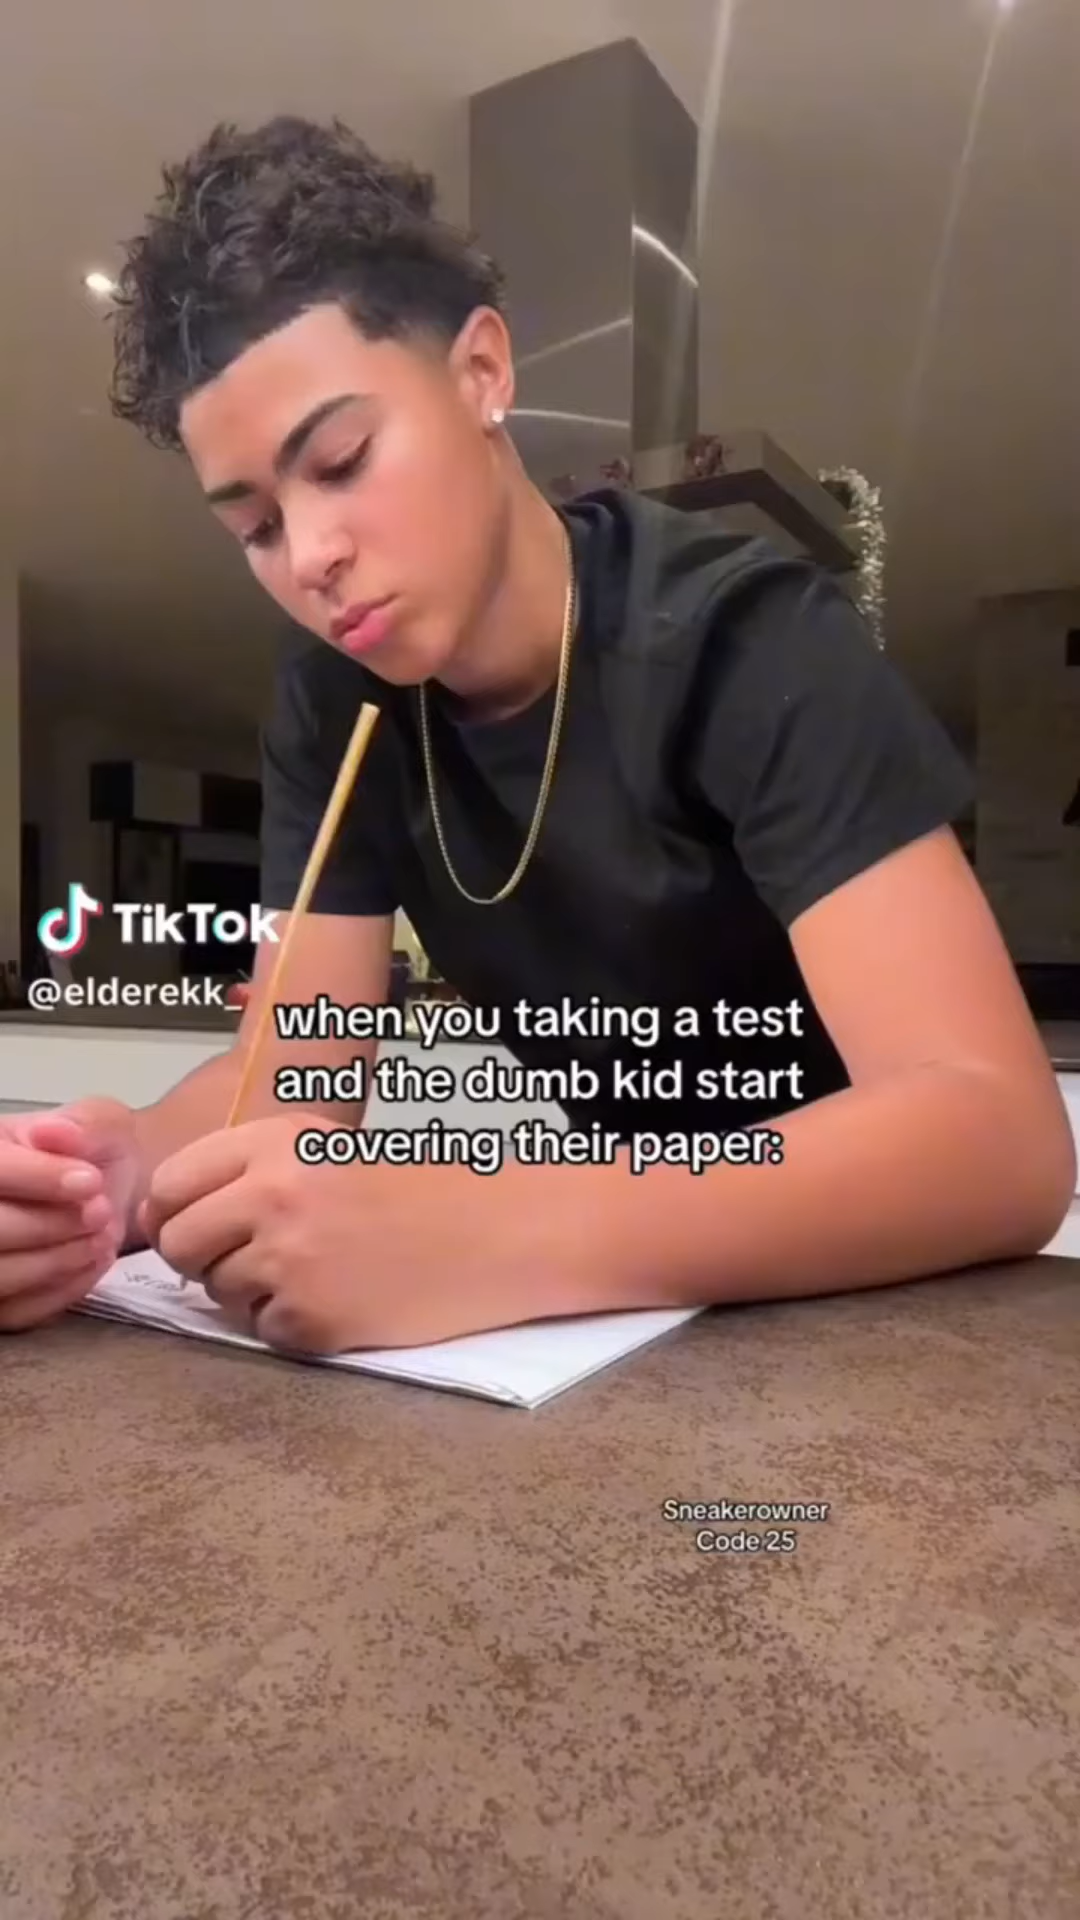 TikTok
@elderekk_
when you taking a test
and the dumb kid start
covering their paper:
Sneakerowner
Code 25